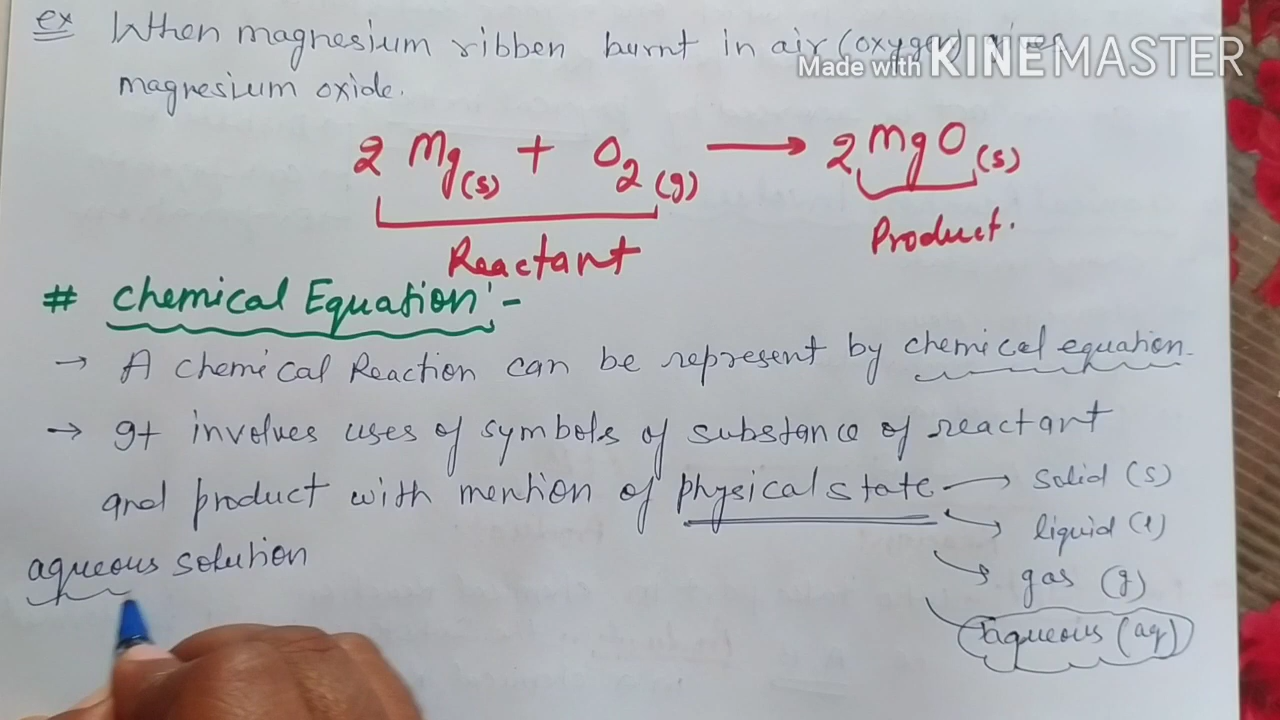 ex When magnesium ribben burnt in air (oxygen) gives
Made with KINEMASTER
magnesium oxide.
2 Mg(s) + O2(g) → 2 MgO(s)
Reactant
Product.
# Chemical Equation :-
→ A chemical Reaction can be represent by chemical equation.
→ It involves uses of symbols of substance of reactant
and product with mention of physical state → solid (s)
→ liquid (l)
→ gas (g)
aqueous (aq)
aqueous solution